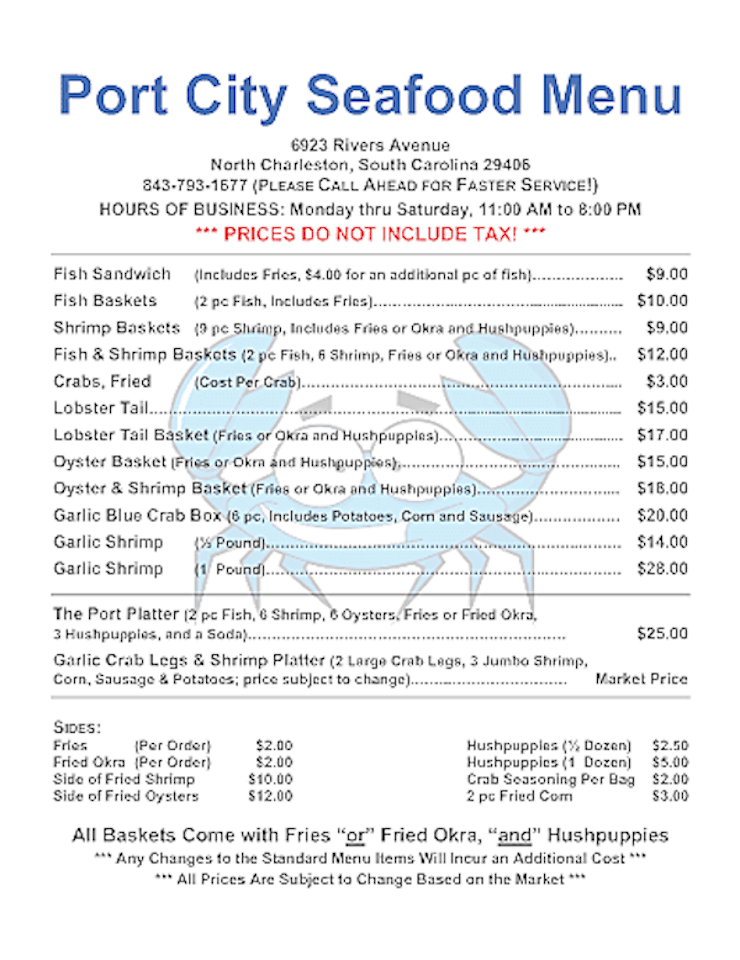 Port City Seafood Menu
6923 Rivers Avenue
North Charleston, South Carolina 29406
843-793-1677 (PLEASE CALL AHEAD FOR FASTER SERVICE!)
HOURS OF BUSINESS: Monday thru Saturday, 11:00 AM to 8:00 PM
*** PRICES DO NOT INCLUDE TAX! ***
Fish Sandwich (Includes Fries, $4.00 for an additional pc of fish).................... $9.00
Fish Baskets (2 pc Fish, Includes Fries)........................................................ $10.00
Shrimp Baskets (9 pc Shrimp, Includes Fries or Okra and Hushpuppies).......... $9.00
Fish & Shrimp Baskets (2 pc Fish, 6 Shrimp, Fries or Okra and Hushpuppies).. $12.00
Crabs, Fried (Cost Per Crab)...................................................................... $3.00
Lobster Tail.................................................................................................... $15.00
Lobster Tail Basket (Fries or Okra and Hushpuppies)........................................ $17.00
Oyster Basket (Fries or Okra and Hushpuppies)................................................ $15.00
Oyster & Shrimp Basket (Fries or Okra and Hushpuppies)............................... $18.00
Garlic Blue Crab Box (6 pc, Includes Potatoes, Corn and Sausage)................... $20.00
Garlic Shrimp (½ Pound).............................................................................. $14.00
Garlic Shrimp (1 Pound).............................................................................. $28.00
The Port Platter (2 pc Fish, 6 Shrimp, 6 Oysters, Fries or Fried Okra,
3 Hushpuppies, and a Soda)...................................................................... $25.00
Garlic Crab Legs & Shrimp Platter (2 Large Crab Legs, 3 Jumbo Shrimp,
Corn, Sausage & Potatoes; price subject to change).................................. Market Price
SIDES:
Fries (Per Order) $2.00
Fried Okra (Per Order) $2.00
Side of Fried Shrimp $10.00
Side of Fried Oysters $12.00
Hushpuppies (½ Dozen) $2.50
Hushpuppies (1 Dozen) $5.00
Crab Seasoning Per Bag $2.00
2 pc Fried Corn $3.00
All Baskets Come with Fries “or” Fried Okra, “and” Hushpuppies
*** Any Changes to the Standard Menu Items Will Incur an Additional Cost ***
*** All Prices Are Subject to Change Based on the Market ***